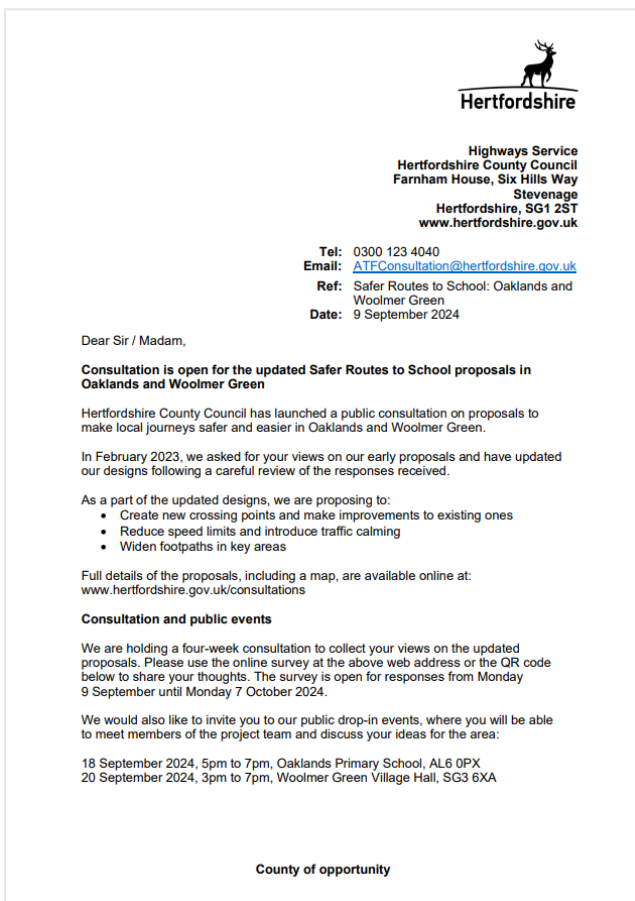 Hertfordshire
Highways Service
Hertfordshire County Council
Farnham House, Six Hills Way
Stevenage
Hertfordshire, SG1 2ST
www.hertfordshire.gov.uk
Tel: 0300 123 4040
Email: ATFConsultation@hertfordshire.gov.uk
Ref: Safer Routes to School: Oaklands and
Woolmer Green
Date: 9 September 2024
Dear Sir / Madam,
Consultation is open for the updated Safer Routes to School proposals in
Oaklands and Woolmer Green
Hertfordshire County Council has launched a public consultation on proposals to
make local journeys safer and easier in Oaklands and Woolmer Green.
In February 2023, we asked for your views on our early proposals and have updated
our designs following a careful review of the responses received.
As a part of the updated designs, we are proposing to:
• Create new crossing points and make improvements to existing ones
• Reduce speed limits and introduce traffic calming
• Widen footpaths in key areas
Full details of the proposals, including a map, are available online at:
www.hertfordshire.gov.uk/consultations
Consultation and public events
We are holding a four-week consultation to collect your views on the updated
proposals. Please use the online survey at the above web address or the QR code
below to share your thoughts. The survey is open for responses from Monday
9 September until Monday 7 October 2024.
We would also like to invite you to our public drop-in events, where you will be able
to meet members of the project team and discuss your ideas for the area:
18 September 2024, 5pm to 7pm, Oaklands Primary School, AL6 0PX
20 September 2024, 3pm to 7pm, Woolmer Green Village Hall, SG3 6XA
County of opportunity